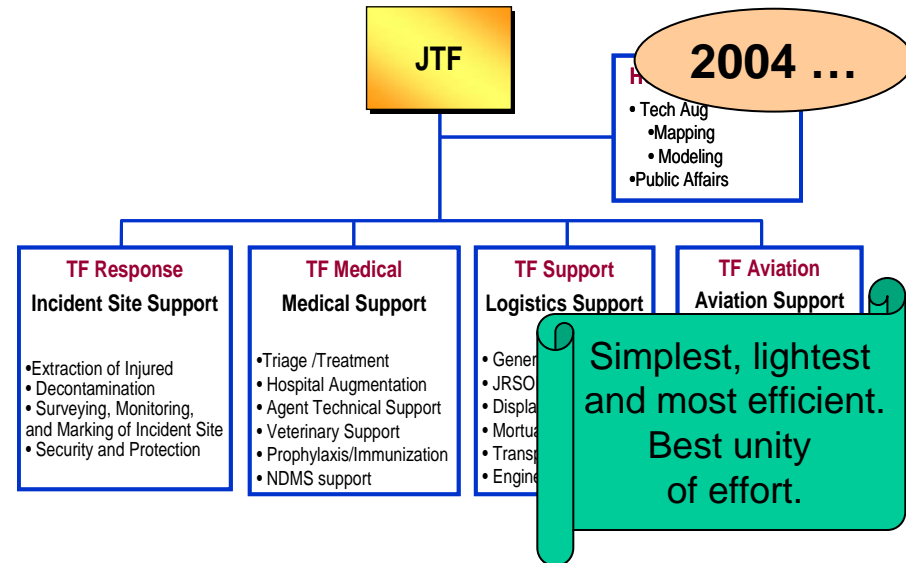 JTF
2004 ...
• Tech Aug
•Mapping
• Modeling
•Public Affairs
TF Response
Incident Site Support
•Extraction of Injured
• Decontamination
• Surveying, Monitoring,
and Marking of Incident Site
• Security and Protection
TF Medical
Medical Support
•Triage /Treatment
• Hospital Augmentation
• Agent Technical Support
• Veterinary Support
• Prophylaxis/Immunization
• NDMS support
TF Support
Logistics Support
TF Aviation
Aviation Support
Simplest, lightest
and most efficient.
Best unity
of effort.